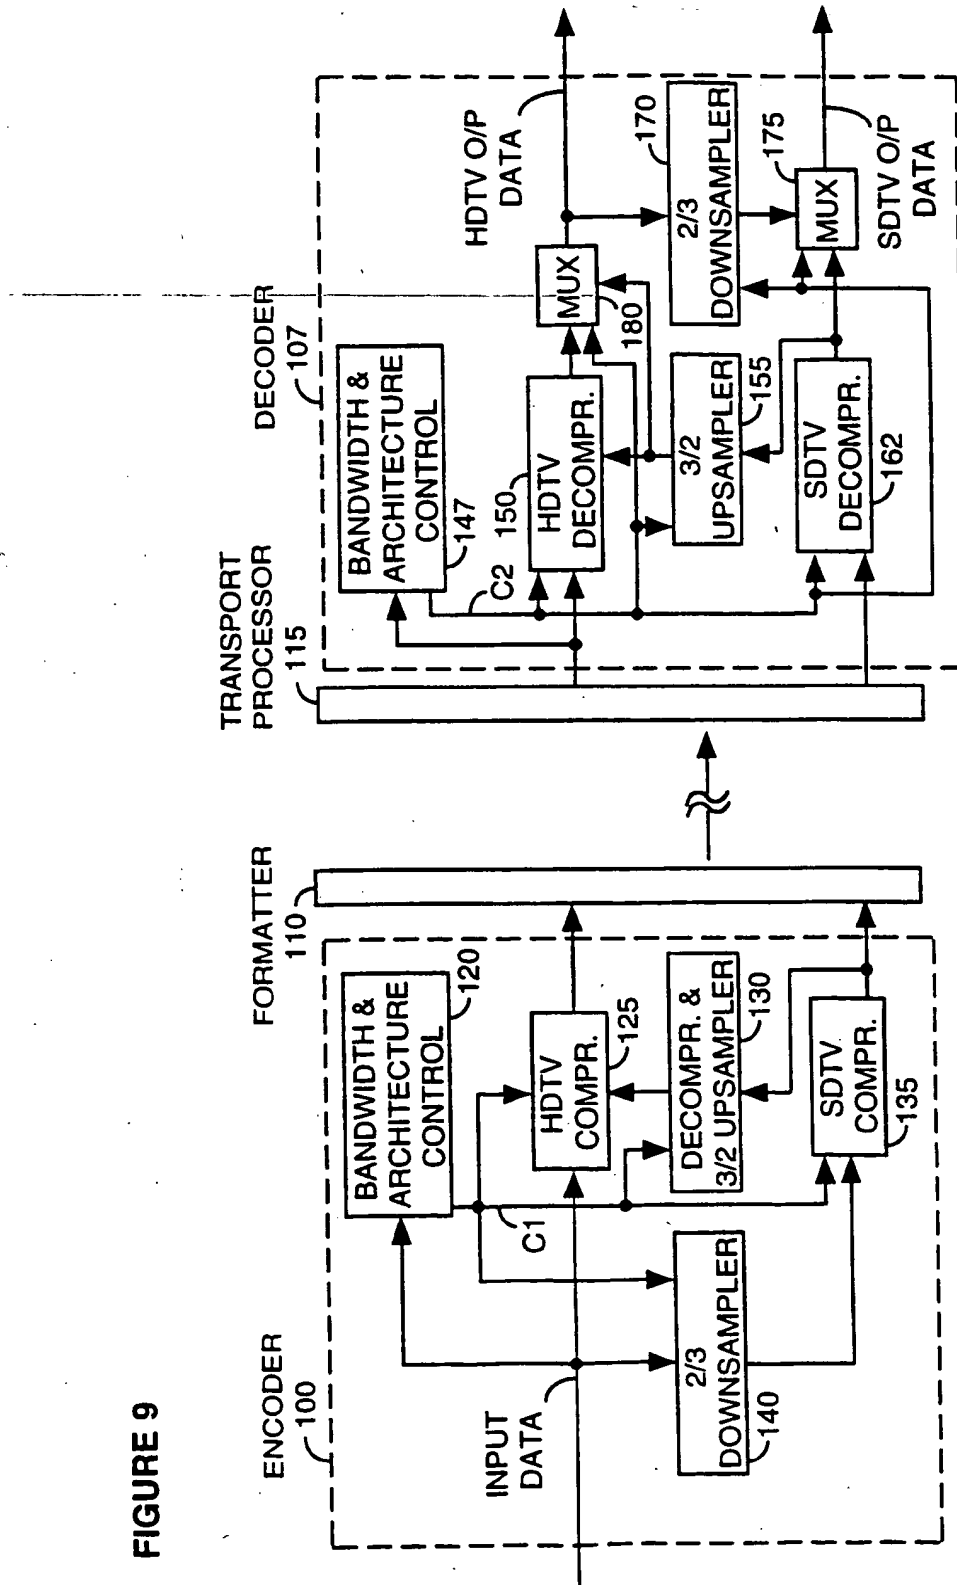 FIGURE 9
ENCODER
100
INPUT
DATA
BANDWIDTH &
ARCHITECTURE
CONTROL
120
C1
HDTV
COMPR.
125
DECOMPR. &
3/2 UPSAMPLER
130
2/3
DOWNSAMPLER
140
SDTV
COMPR.
135
FORMATTER
110
TRANSPORT
PROCESSOR
115
DECODER
107
BANDWIDTH &
ARCHITECTURE
CONTROL
147
C2
150
HDTV
DECOMPR.
MUX
180
HDTV O/P
DATA
3/2
UPSAMPLER
155
2/3
DOWNSAMPLER
170
SDTV
DECOMPR.
162
MUX
175
SDTV O/P
DATA